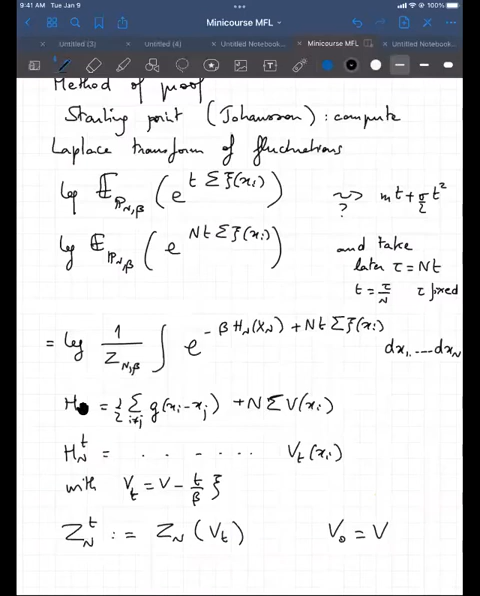 9:41 AM Tue Jan 9
100%
Minicourse MFL
Untitled (3)
Untitled (4)
Untitled Notebook...
Minicourse MFL
Untitled Notebook...
Method of proof
Starting point (Johansson) : compute
Laplace transform of fluctuations
log 𝔼_{ℙ_{N,β}} ( e^{t Σ ξ(x_i)} ) ⇝ ? mt + σ/2 t²
log 𝔼_{ℙ_{N,β}} ( e^{Nt Σ ξ(x_i)} ) and take
later τ = Nt
t = τ/N τ fixed
= log 1/Z_{N,β} ∫ e^{-β H_N(X_N) + Nt Σ ξ(x_i)} dx_1 .... dx_N
H = ½ Σ_{i≠j} g(x_i - x_j) + N Σ V(x_i)
H_N^t = . . . . . . V_t(x_i)
with V_t = V - t/β ξ
Z_N^t := Z_N (V_t) V_0 = V